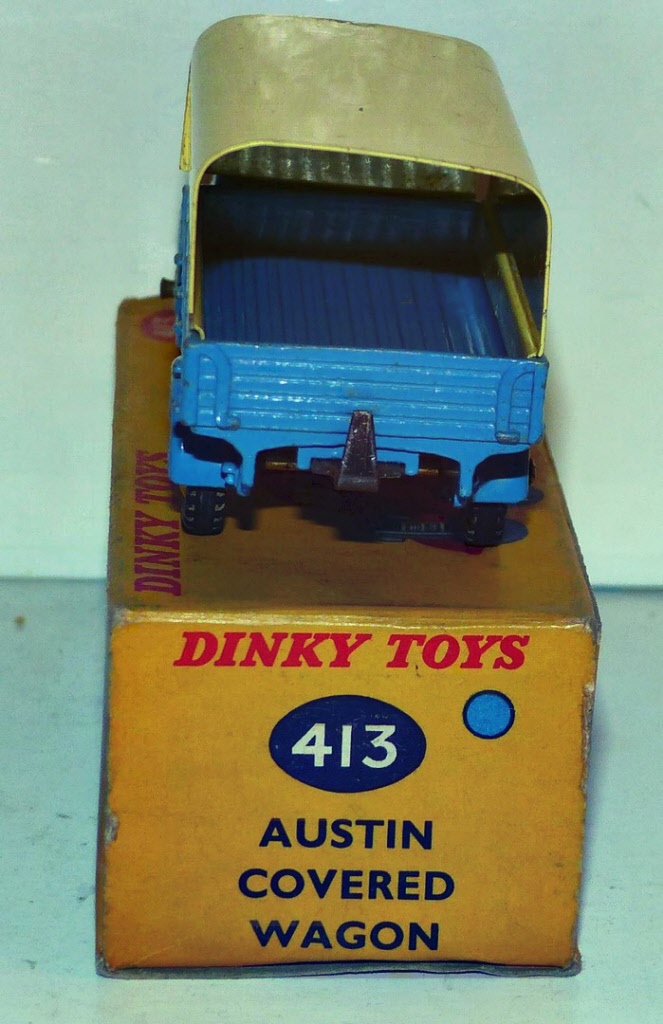 DINKY TOYS
DINKY TOYS
413
AUSTIN
COVERED
WAGON